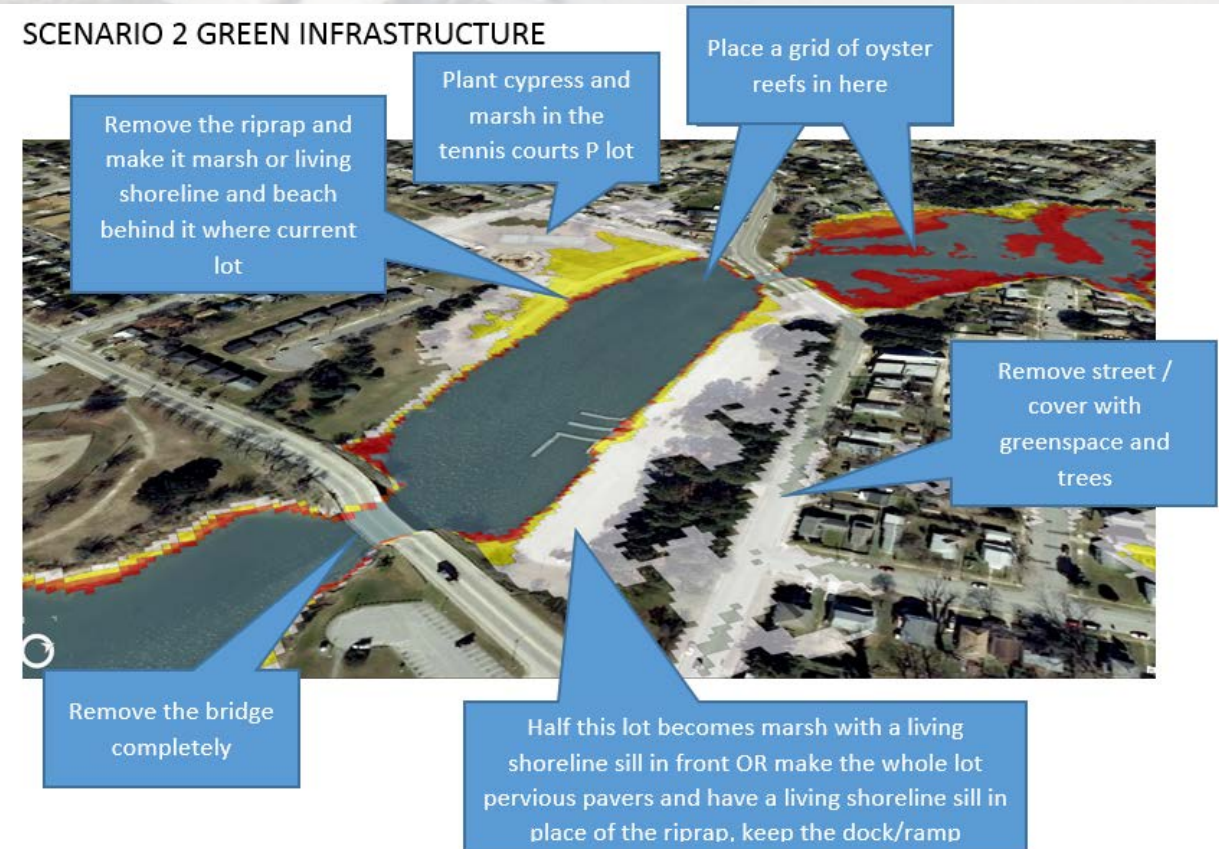 SCENARIO 2 GREEN INFRASTRUCTURE
Place a grid of oyster
reefs in here
Plant cypress and
marsh in the
tennis courts P lot
Remove the riprap and
make it marsh or living
shoreline and beach
behind it where current
lot
Remove street /
cover with
greenspace and
trees
Remove the bridge
completely
Half this lot becomes marsh with a living
shoreline sill in front OR make the whole lot
pervious pavers and have a living shoreline sill in
place of the riprap, keep the dock/ramp